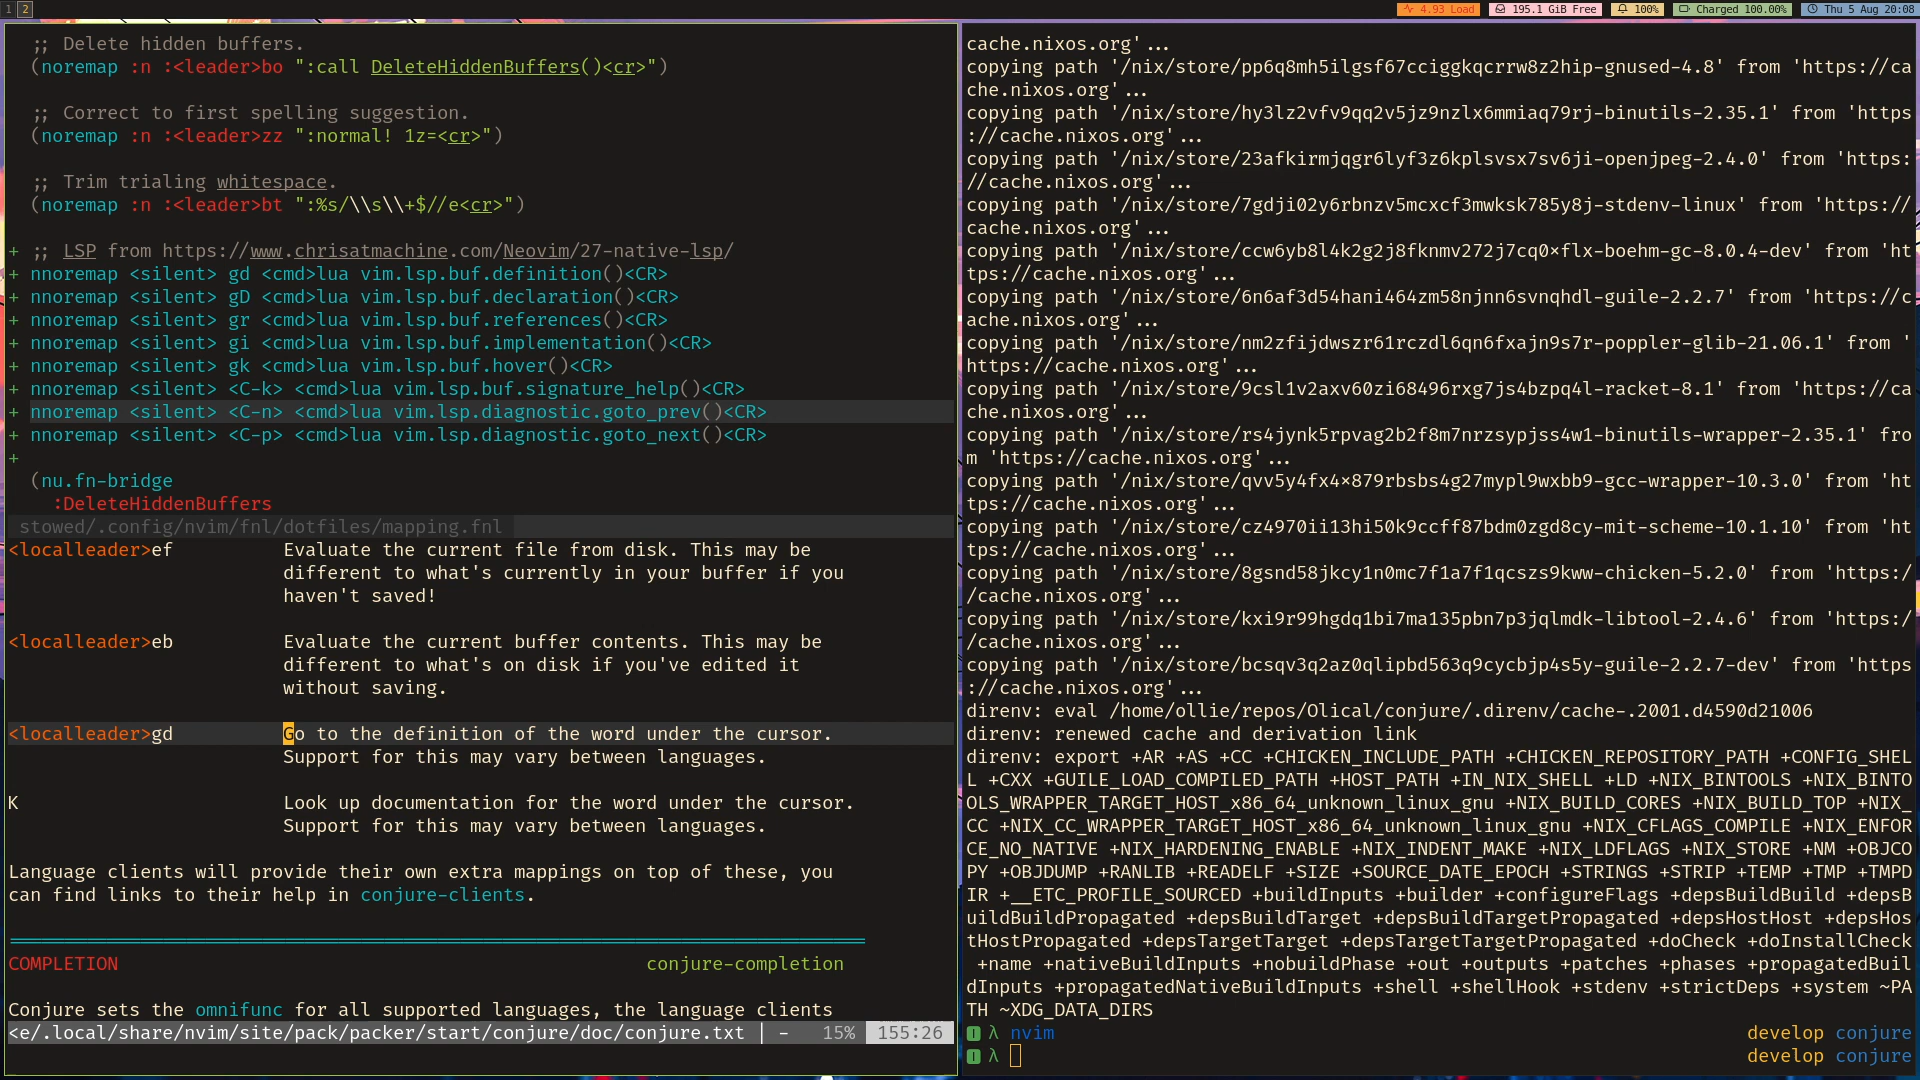 1 2
4.93 Load 195.1 GiB Free 100% Charged 100.00% Thu 5 Aug 20:08
;; Delete hidden buffers.
(noremap :n :<leader>bo ":call DeleteHiddenBuffers()<cr>")
;; Correct to first spelling suggestion.
(noremap :n :<leader>zz ":normal! 1z=<cr>")
;; Trim trialing whitespace.
(noremap :n :<leader>bt ":%s/\\s\\+$//e<cr>")
+ ;; LSP from https://www.chrisatmachine.com/Neovim/27-native-lsp/
+ nnoremap <silent> gd <cmd>lua vim.lsp.buf.definition()<CR>
+ nnoremap <silent> gD <cmd>lua vim.lsp.buf.declaration()<CR>
+ nnoremap <silent> gr <cmd>lua vim.lsp.buf.references()<CR>
+ nnoremap <silent> gi <cmd>lua vim.lsp.buf.implementation()<CR>
+ nnoremap <silent> gk <cmd>lua vim.lsp.buf.hover()<CR>
+ nnoremap <silent> <C-k> <cmd>lua vim.lsp.buf.signature_help()<CR>
+ nnoremap <silent> <C-n> <cmd>lua vim.lsp.diagnostic.goto_prev()<CR>
+ nnoremap <silent> <C-p> <cmd>lua vim.lsp.diagnostic.goto_next()<CR>
+
(nu.fn-bridge
:DeleteHiddenBuffers
stowed/.config/nvim/fnl/dotfiles/mapping.fnl
<localleader>ef Evaluate the current file from disk. This may be
different to what's currently in your buffer if you
haven't saved!
<localleader>eb Evaluate the current buffer contents. This may be
different to what's on disk if you've edited it
without saving.
<localleader>gd Go to the definition of the word under the cursor.
Support for this may vary between languages.
K Look up documentation for the word under the cursor.
Support for this may vary between languages.
Language clients will provide their own extra mappings on top of these, you
can find links to their help in conjure-clients.
COMPLETION conjure-completion
Conjure sets the omnifunc for all supported languages, the language clients
<e/.local/share/nvim/site/pack/packer/start/conjure/doc/conjure.txt | - 15% 155:26
cache.nixos.org'...
copying path '/nix/store/pp6q8mh5ilgsf67cciggkqcrrw8z2hip-gnused-4.8' from 'https://ca
che.nixos.org'...
copying path '/nix/store/hy3lz2vfv9qq2v5jz9nzlx6mmiaq79rj-binutils-2.35.1' from 'https
://cache.nixos.org'...
copying path '/nix/store/23afkirmjqgr6lyf3z6kplsvsx7sv6ji-openjpeg-2.4.0' from 'https:
//cache.nixos.org'...
copying path '/nix/store/7gdji02y6rbnzv5mcxcf3mwksk785y8j-stdenv-linux' from 'https://
cache.nixos.org'...
copying path '/nix/store/ccw6yb8l4k2g2j8fknmv272j7cq0×flx-boehm-gc-8.0.4-dev' from 'ht
tps://cache.nixos.org'...
copying path '/nix/store/6n6af3d54hani464zm58njnn6svnqhdl-guile-2.2.7' from 'https://c
ache.nixos.org'...
copying path '/nix/store/nm2zfijdwszr61rczdl6qn6fxajn9s7r-poppler-glib-21.06.1' from '
https://cache.nixos.org'...
copying path '/nix/store/9csl1v2axv60zi68496rxg7js4bzpq4l-racket-8.1' from 'https://ca
che.nixos.org'...
copying path '/nix/store/rs4jynk5rpvag2b2f8m7nrzsypjss4w1-binutils-wrapper-2.35.1' fro
m 'https://cache.nixos.org'...
copying path '/nix/store/qvv5y4fx4×879rbsbs4g27mypl9wxbb9-gcc-wrapper-10.3.0' from 'ht
tps://cache.nixos.org'...
copying path '/nix/store/cz4970ii13hi50k9ccff87bdm0zgd8cy-mit-scheme-10.1.10' from 'ht
tps://cache.nixos.org'...
copying path '/nix/store/8gsnd58jkcy1n0mc7f1a7f1qcszs9kww-chicken-5.2.0' from 'https:/
/cache.nixos.org'...
copying path '/nix/store/kxi9r99hgdq1bi7ma135pbn7p3jqlmdk-libtool-2.4.6' from 'https:/
/cache.nixos.org'...
copying path '/nix/store/bcsqv3q2az0qlipbd563q9cycbjp4s5y-guile-2.2.7-dev' from 'https
://cache.nixos.org'...
direnv: eval /home/ollie/repos/Olical/conjure/.direnv/cache-.2001.d4590d21006
direnv: renewed cache and derivation link
direnv: export +AR +AS +CC +CHICKEN_INCLUDE_PATH +CHICKEN_REPOSITORY_PATH +CONFIG_SHEL
L +CXX +GUILE_LOAD_COMPILED_PATH +HOST_PATH +IN_NIX_SHELL +LD +NIX_BINTOOLS +NIX_BINTO
OLS_WRAPPER_TARGET_HOST_x86_64_unknown_linux_gnu +NIX_BUILD_CORES +NIX_BUILD_TOP +NIX_
CC +NIX_CC_WRAPPER_TARGET_HOST_x86_64_unknown_linux_gnu +NIX_CFLAGS_COMPILE +NIX_ENFOR
CE_NO_NATIVE +NIX_HARDENING_ENABLE +NIX_INDENT_MAKE +NIX_LDFLAGS +NIX_STORE +NM +OBJCO
PY +OBJDUMP +RANLIB +READELF +SIZE +SOURCE_DATE_EPOCH +STRINGS +STRIP +TEMP +TMP +TMPD
IR +__ETC_PROFILE_SOURCED +buildInputs +builder +configureFlags +depsBuildBuild +depsB
uildBuildPropagated +depsBuildTarget +depsBuildTargetPropagated +depsHostHost +depsHos
tHostPropagated +depsTargetTarget +depsTargetTargetPropagated +doCheck +doInstallCheck
+name +nativeBuildInputs +nobuildPhase +out +outputs +patches +phases +propagatedBuil
dInputs +propagatedNativeBuildInputs +shell +shellHook +stdenv +strictDeps +system ~PA
TH ~XDG_DATA_DIRS
I λ nvim develop conjure
I λ develop conjure